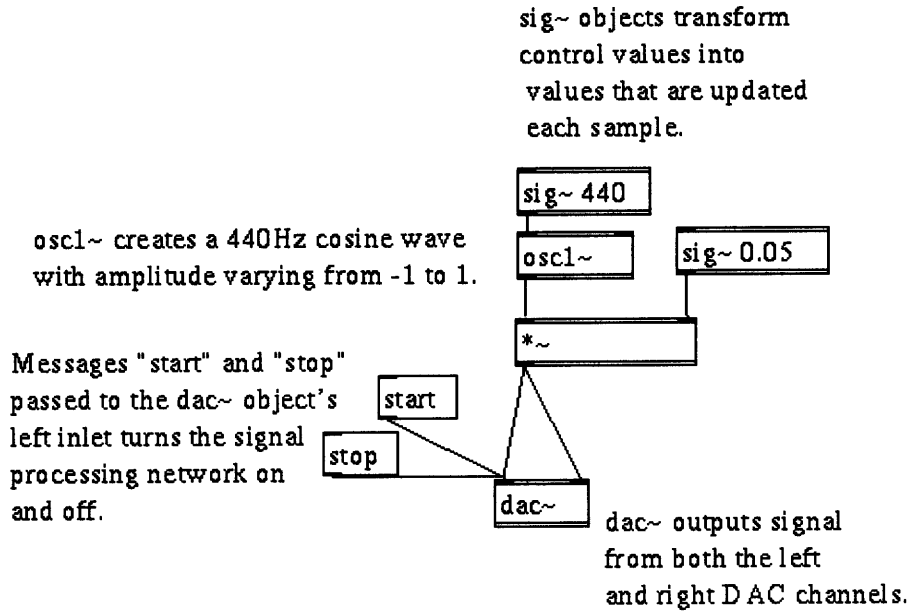 sig~ objects transform
control values into
values that are updated
each sample.
sig~ 440
osc1~ creates a 440Hz cosine wave
with amplitude varying from -1 to 1.
osc1~
sig~ 0.05
*~
Messages "start" and "stop"
passed to the dac~ object's
left inlet turns the signal
processing network on
and off.
start
stop
dac~
dac~ outputs signal
from both the left
and right DAC channels.